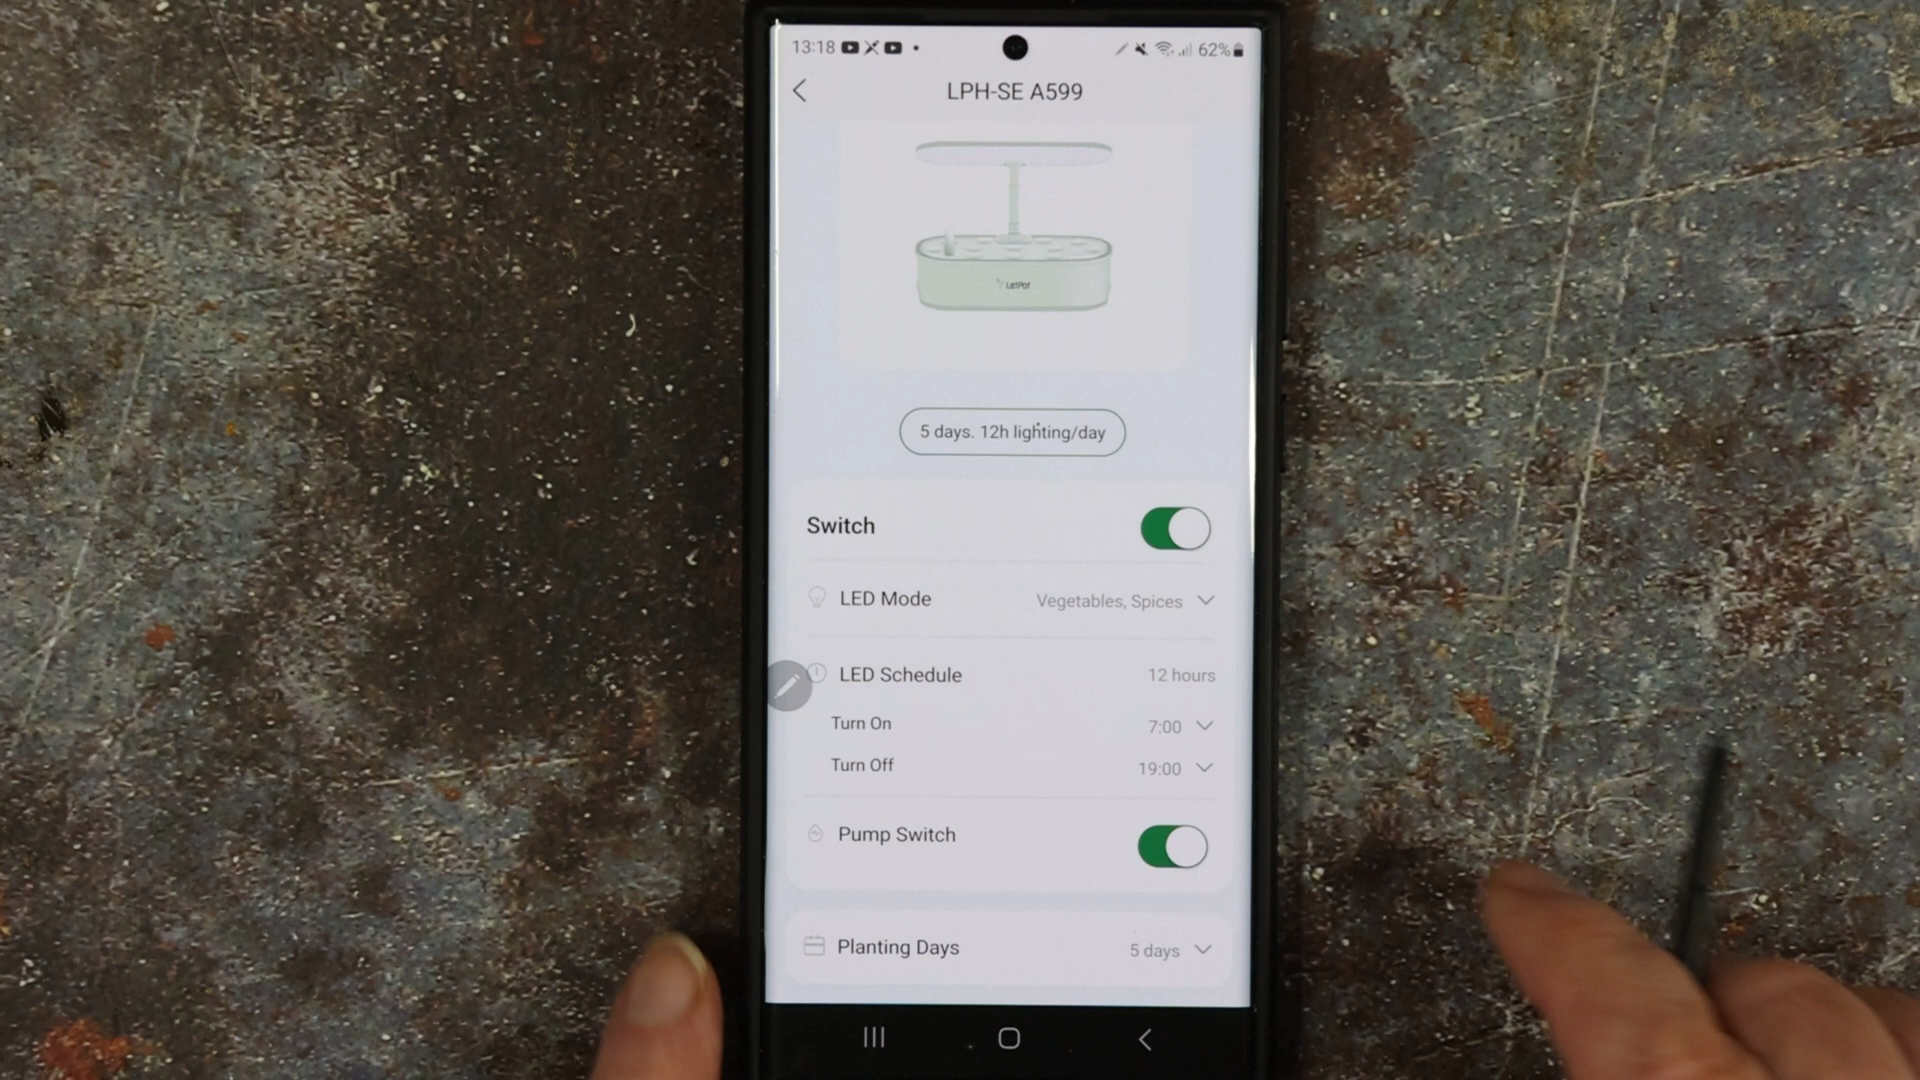 13:18 62%
LPH-SE A599
LetPot
5 days. 12h lighting/day
Switch
LED Mode Vegetables, Spices
LED Schedule 12 hours
Turn On 7:00
Turn Off 19:00
Pump Switch
Planting Days 5 days